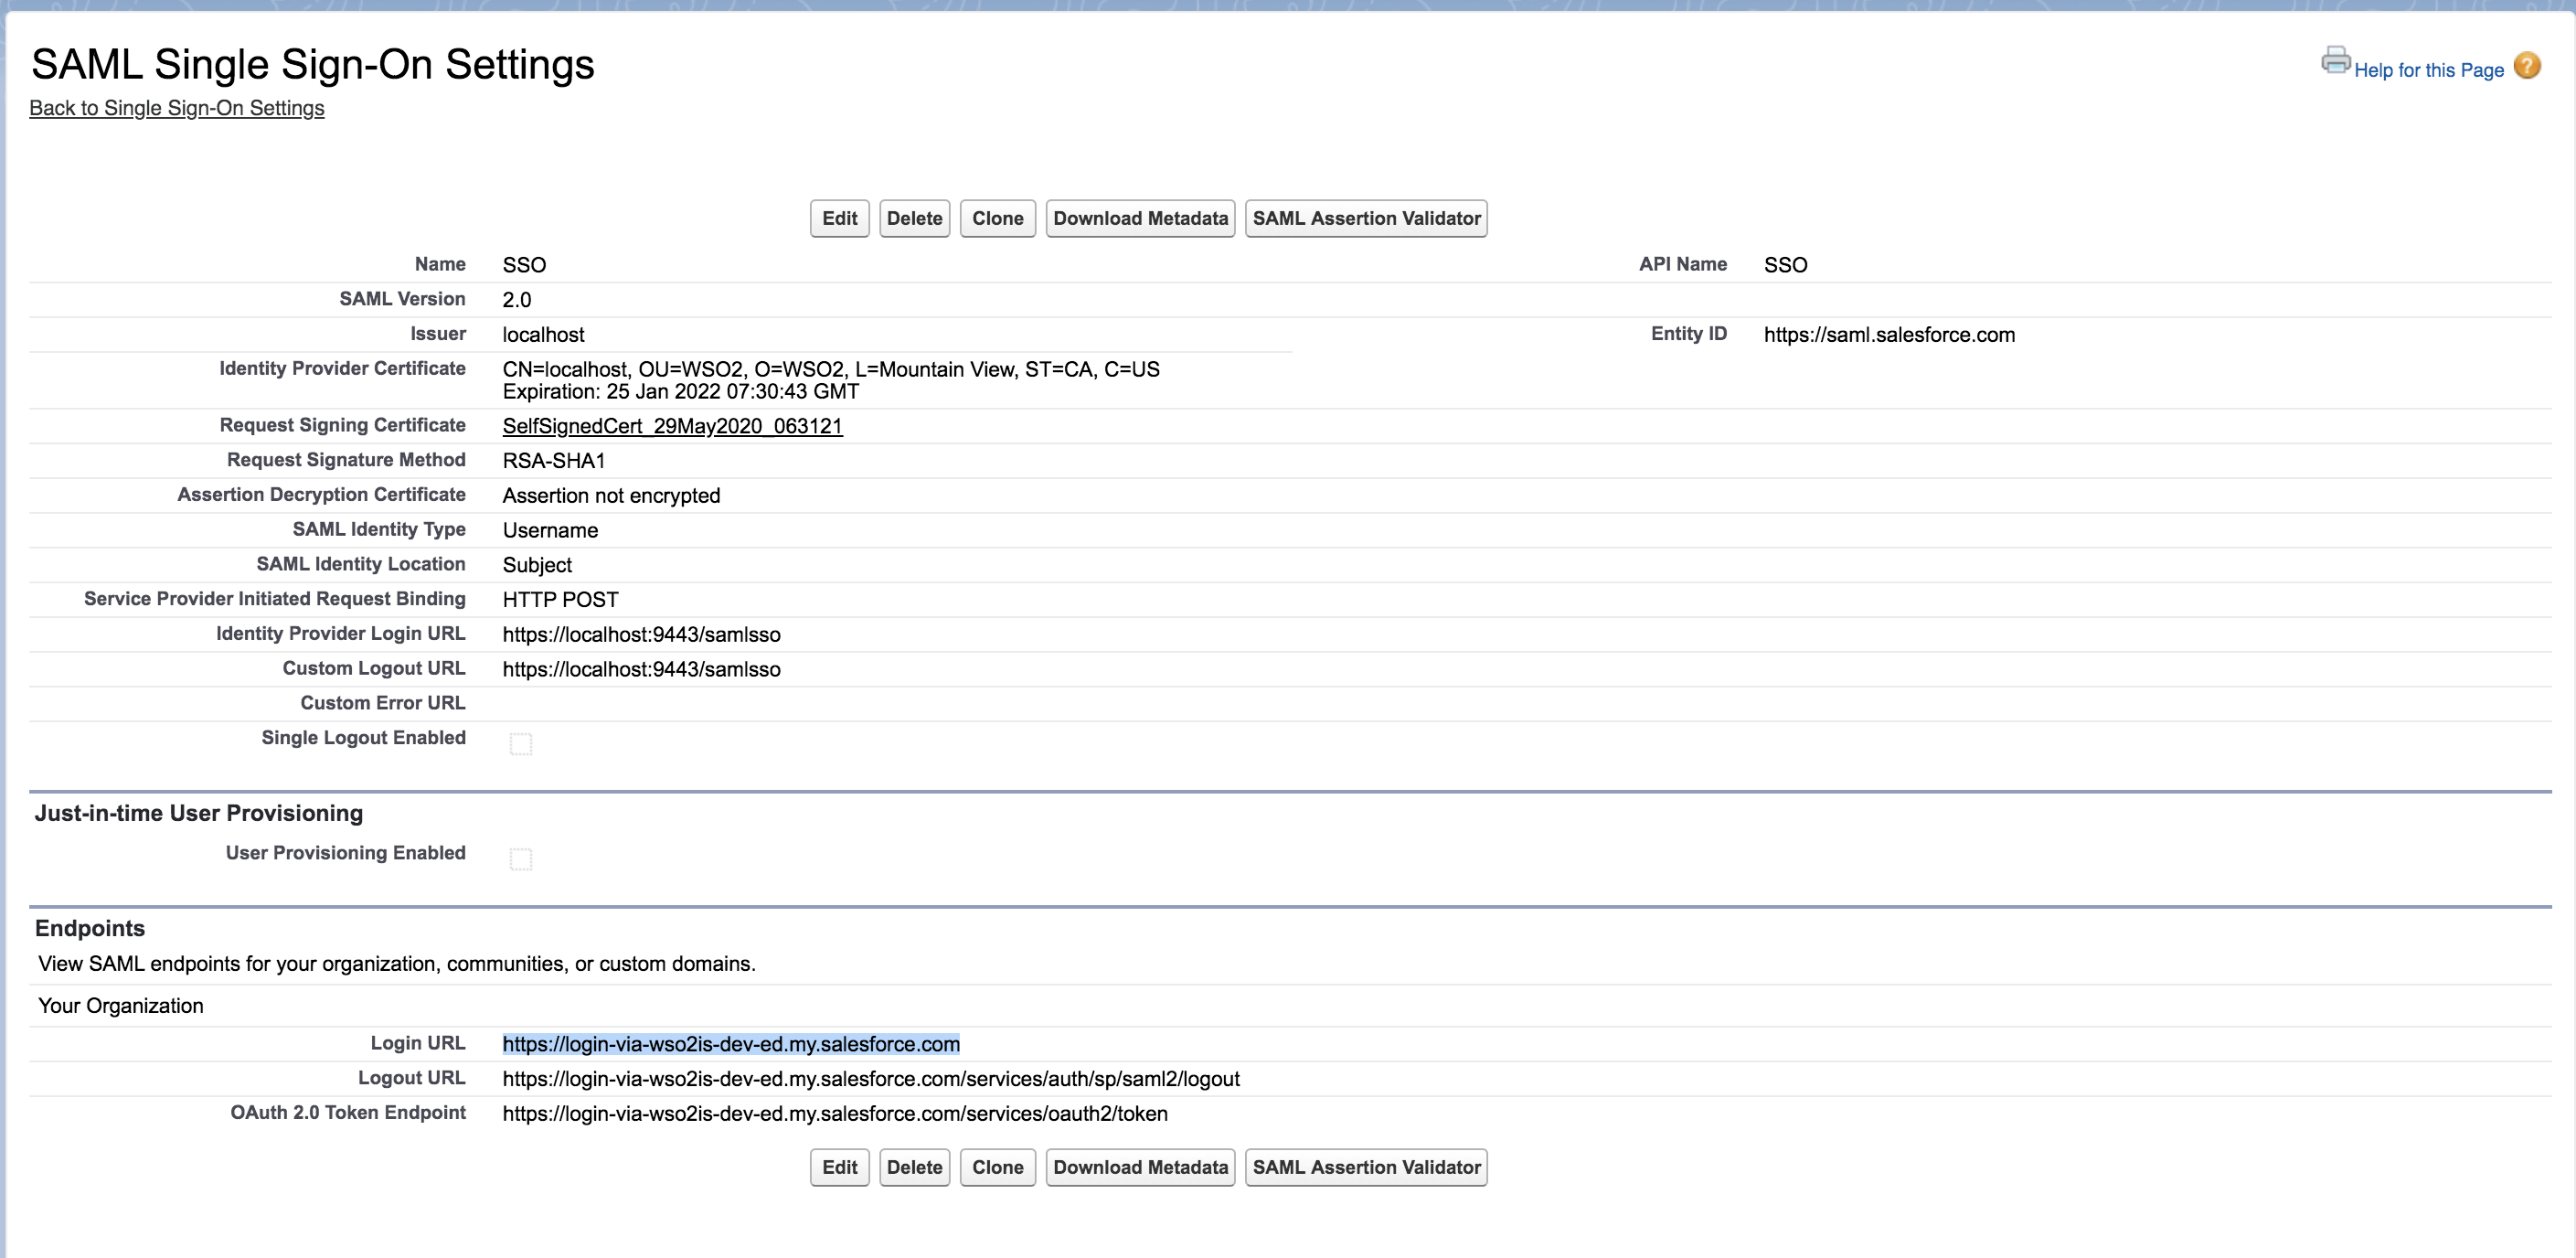 SAML Single Sign-On Settings
Back to Single Sign-On Settings
Help for this Page ?
Edit Delete Clone Download Metadata SAML Assertion Validator
Name SSO API Name SSO
SAML Version 2.0
Issuer localhost Entity ID https://saml.salesforce.com
Identity Provider Certificate CN=localhost, OU=WSO2, O=WSO2, L=Mountain View, ST=CA, C=US
Expiration: 25 Jan 2022 07:30:43 GMT
Request Signing Certificate SelfSignedCert_29May2020_063121
Request Signature Method RSA-SHA1
Assertion Decryption Certificate Assertion not encrypted
SAML Identity Type Username
SAML Identity Location Subject
Service Provider Initiated Request Binding HTTP POST
Identity Provider Login URL https://localhost:9443/samlsso
Custom Logout URL https://localhost:9443/samlsso
Custom Error URL
Single Logout Enabled
Just-in-time User Provisioning
User Provisioning Enabled
Endpoints
View SAML endpoints for your organization, communities, or custom domains.
Your Organization
Login URL https://login-via-wso2is-dev-ed.my.salesforce.com
Logout URL https://login-via-wso2is-dev-ed.my.salesforce.com/services/auth/sp/saml2/logout
OAuth 2.0 Token Endpoint https://login-via-wso2is-dev-ed.my.salesforce.com/services/oauth2/token
Edit Delete Clone Download Metadata SAML Assertion Validator